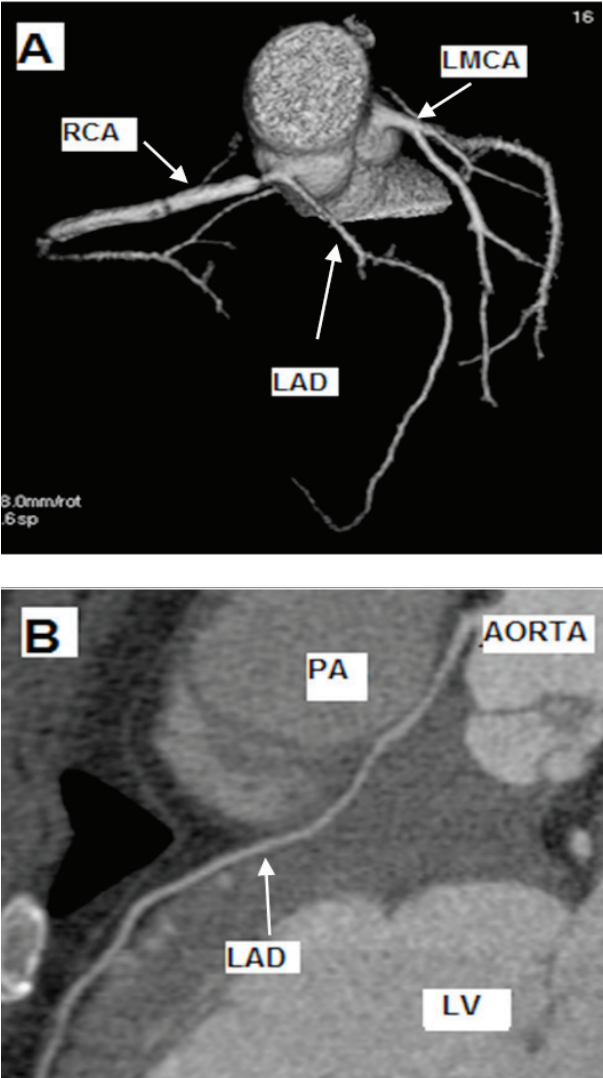 A
16
LMCA
RCA
LAD
8.0mm/rot
.6sp
B
AORTA
PA
LAD
LV